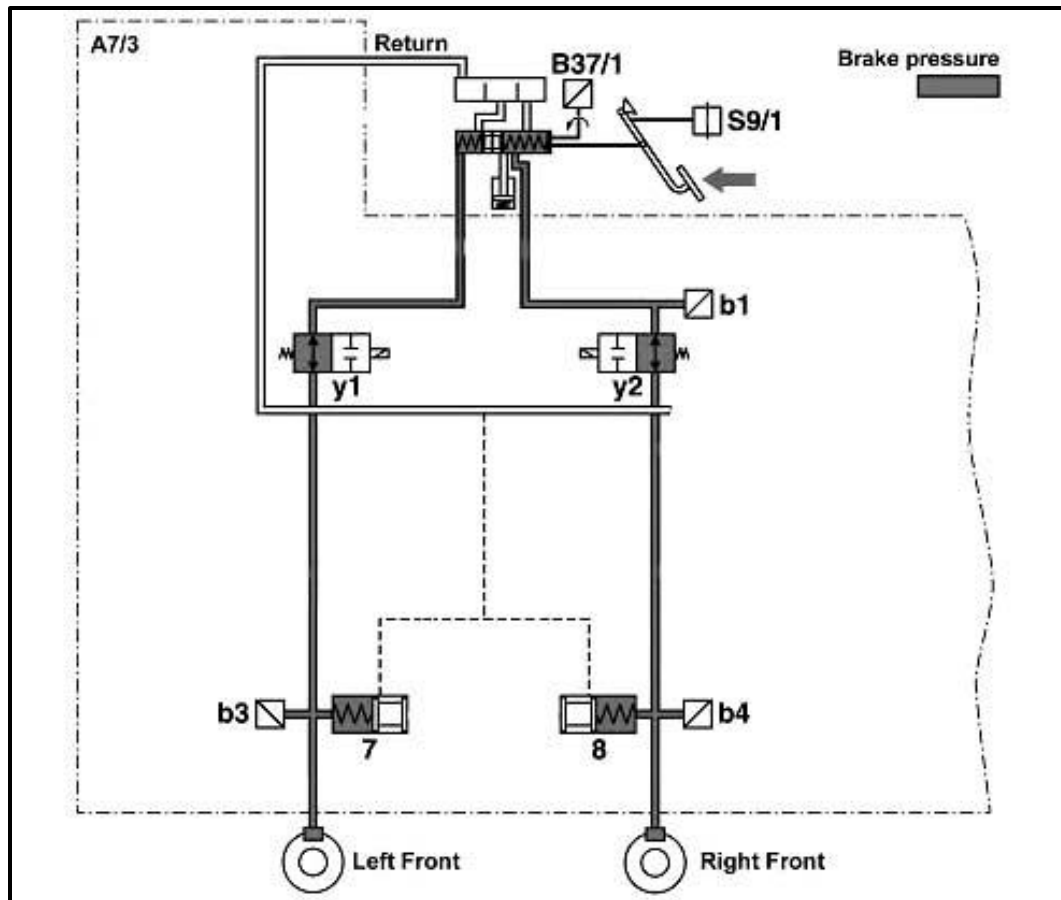 A7/3
Return
B37/1
Brake pressure
S9/1
b1
y1
y2
b3
7
8
b4
Left Front
Right Front